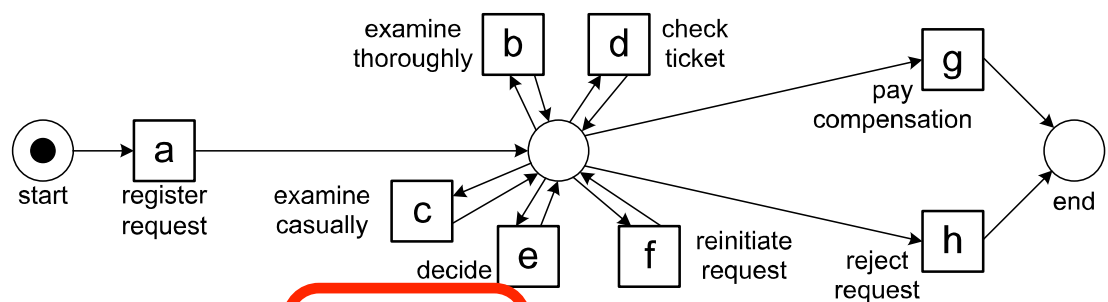 start
a
register
request
examine
thoroughly
b
d
check
ticket
examine
casually
c
decide
e
f
reinitiate
request
g
pay
compensation
h
reject
request
end